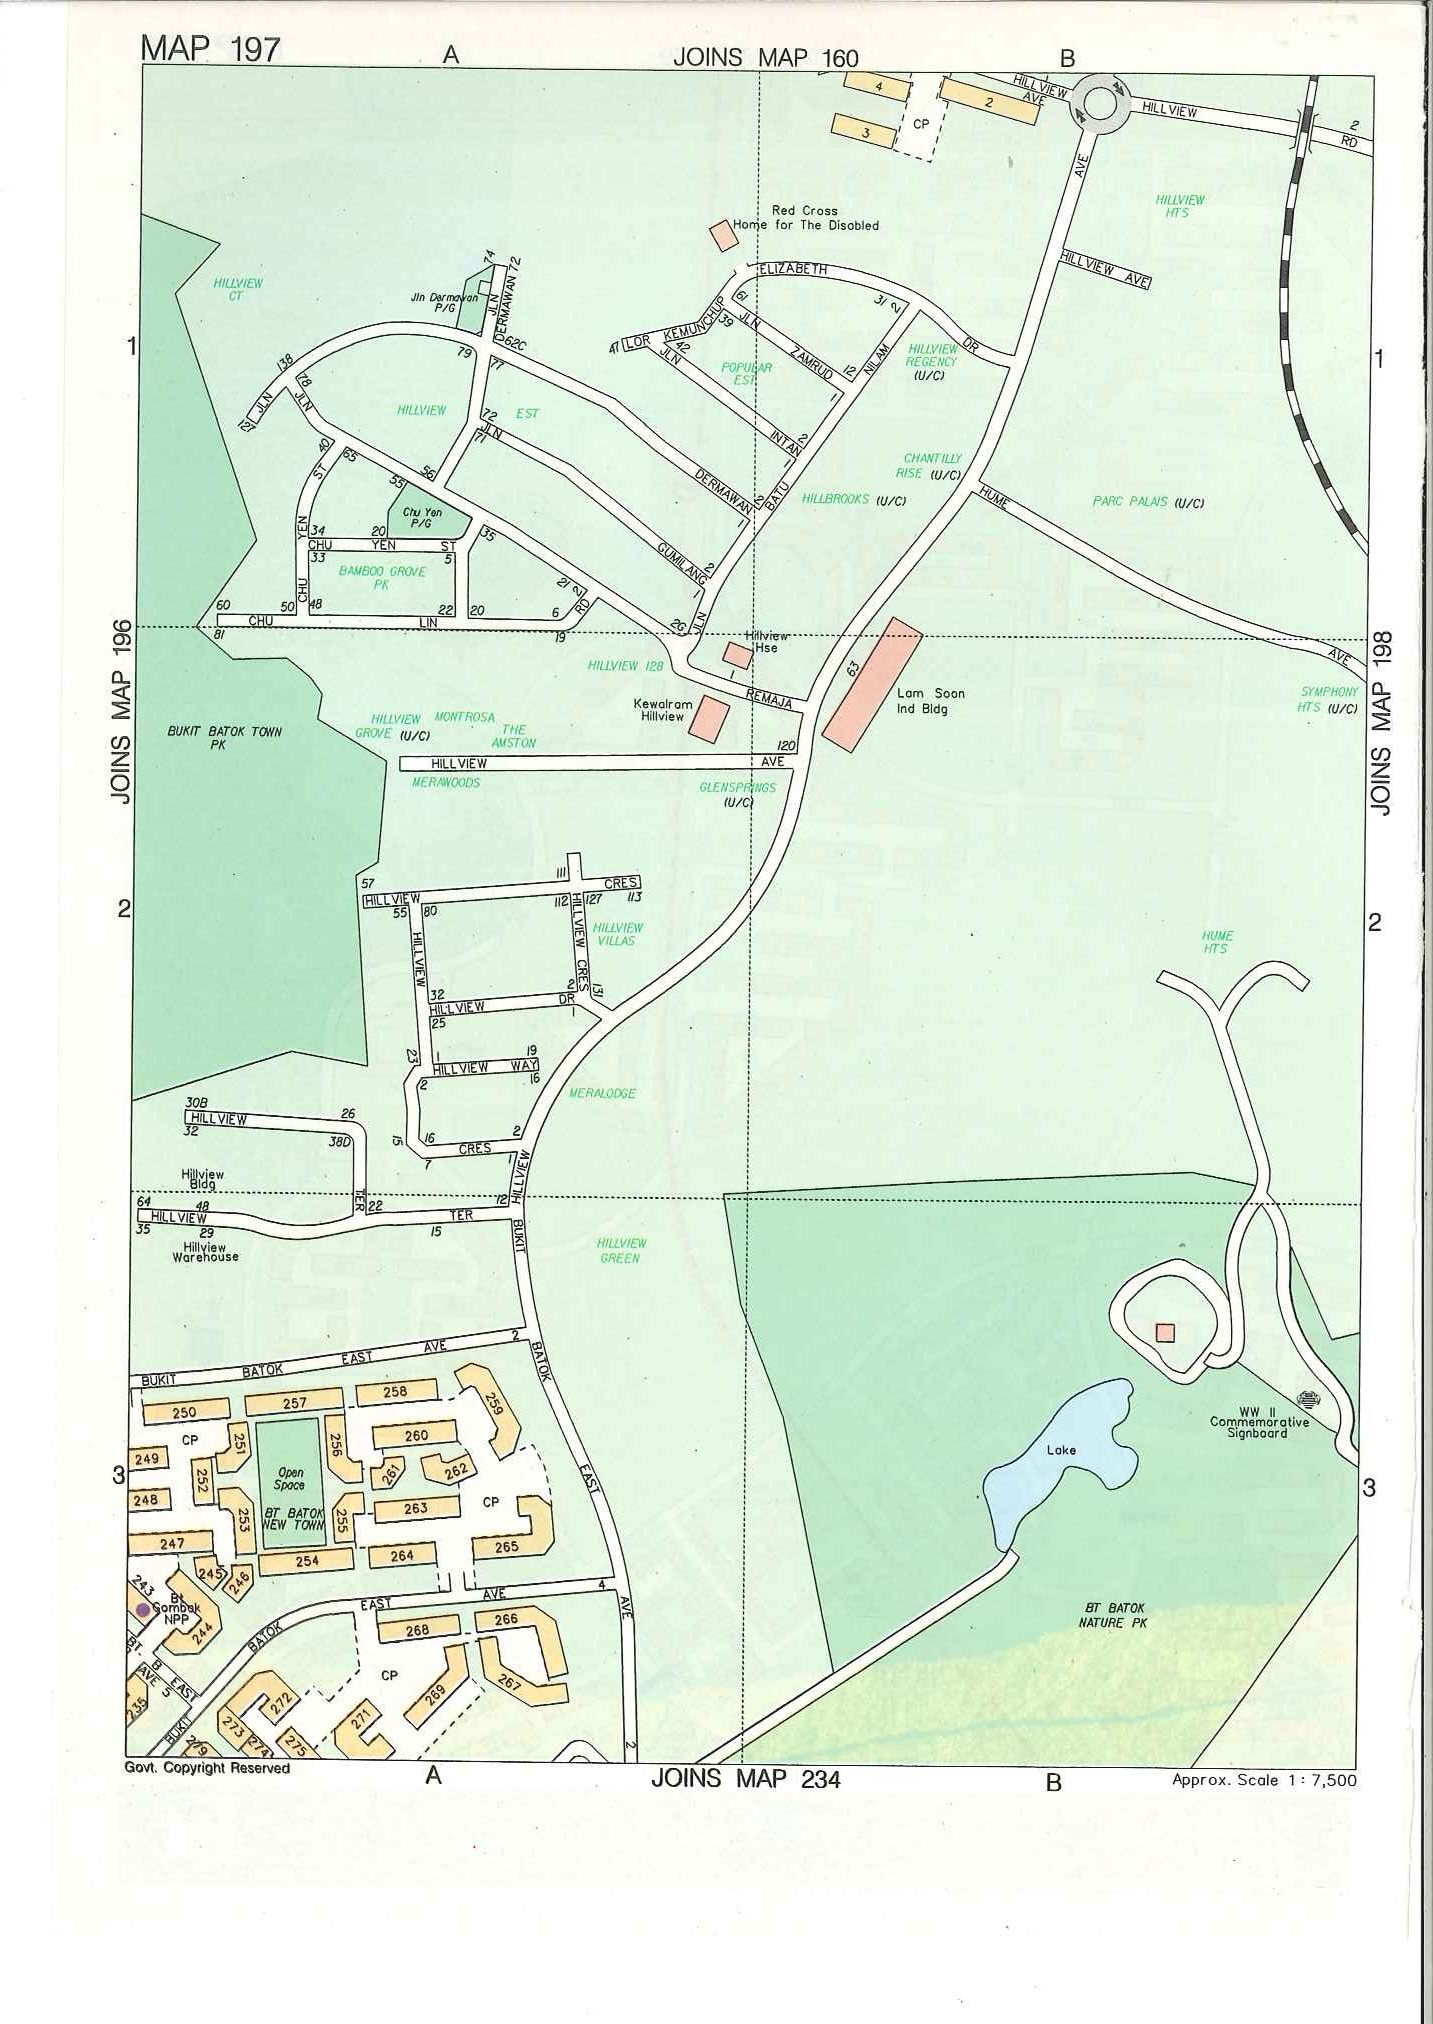 MAP 197
A
JOINS MAP 160
B
HILLVIEW
AVE
HILLVIEW
2
RD
4
2
3
CP
AVE
HILLVIEW
HTS
Red Cross
Home for The Disabled
HILLVIEW AVE
HILLVIEW
CT
74
JLN
DERMAWAN 72
Jln Dermawan
P/G
62C
79
77
ELIZABETH
DR
61
39
31
2
47
LOR KEMUNCHUP
42
JLN
ZAMRUD
12
1
NILAM
JLN
INTAN
2
1
POPULAR
EST
HILLVIEW
REGENCY
(U/C)
1
1
138
127
JLN
78
JLN
HILLVIEW
EST
72
71
JLN
DERMAWAN
2
1
BATU
CHANTILLY
RISE (U/C)
HILLBROOKS (U/C)
HUME
PARC PALAIS (U/C)
40
65
ST
55
56
Chu Yen
P/G
34
20
CHU YEN ST
33
5
35
YEN
CHU
BAMBOO GROVE
PK
GUMILANG
2
1
60
50
48
22
20
6
21
2
RD
CHU
LIN
81
19
2G
JLN
Hillview
Hse
1
HILLVIEW 128
63
AVE
JOINS MAP 196
JOINS MAP 198
REMAJA
Kewalram
Hillview
Lam Soon
Ind Bldg
SYMPHONY
HTS (U/C)
BUKIT BATOK TOWN
PK
HILLVIEW
GROVE (U/C)
MONTROSA
THE
AMSTON
120
HILLVIEW
AVE
MERAWOODS
GLENSPRINGS
(U/C)
2
2
57
111
HILLVIEW
CRES
55
80
112
127
113
HILLVIEW
HILLVIEW CRES
HILLVIEW
VILLAS
HUME
HTS
32
2
131
HILLVIEW
DR
25
1
23
1
19
HILLVIEW WAY
2
16
MERALODGE
30B
26
HILLVIEW
32
38D
15
16
2
CRES
7
1
Hillview
Bldg
HILLVIEW
64
48
TER
22
12
HILLVIEW
TER
35
29
15
Hillview
Warehouse
BUKIT
HILLVIEW
GREEN
2
BUKIT BATOK EAST AVE
BATOK
250
257
258
259
CP
251
256
260
249
252
261
262
Open
Space
248
253
BT BATOK
NEW TOWN
255
263
CP
247
254
264
265
EAST
3
3
WW II
Commemorative
Signboard
Lake
245
246
243
Bt
Gombak
NPP
244
EAST
AVE
4
AVE
BATOK
268
266
BT BATOK
NATURE PK
BT
B
EAST
AVE 5
CP
267
235
272
269
271
BUKIT
273
274
275
279
2
Govt. Copyright Reserved
A
JOINS MAP 234
B
Approx. Scale 1 : 7,500